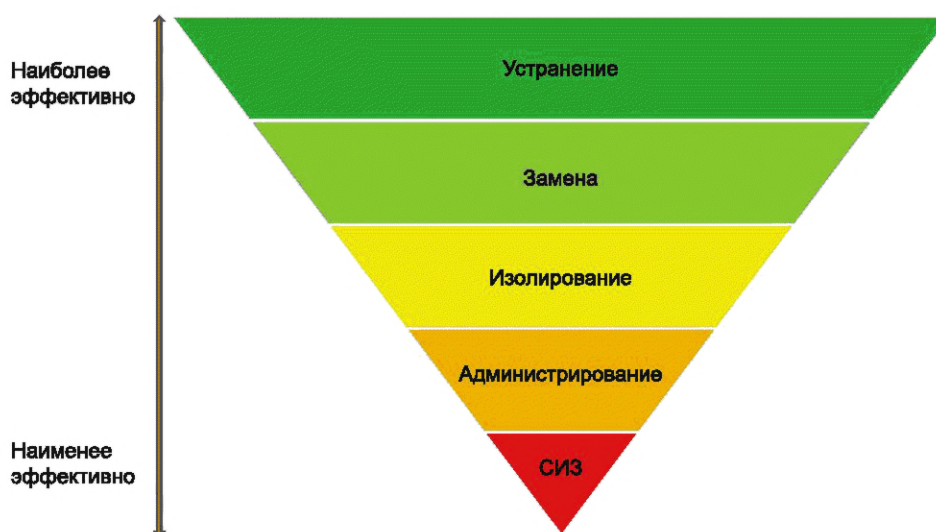 Устранение
Наиболее
эффективно
Замена
Изолирование
Администрирование
Наименее
эффективно
СИЗ